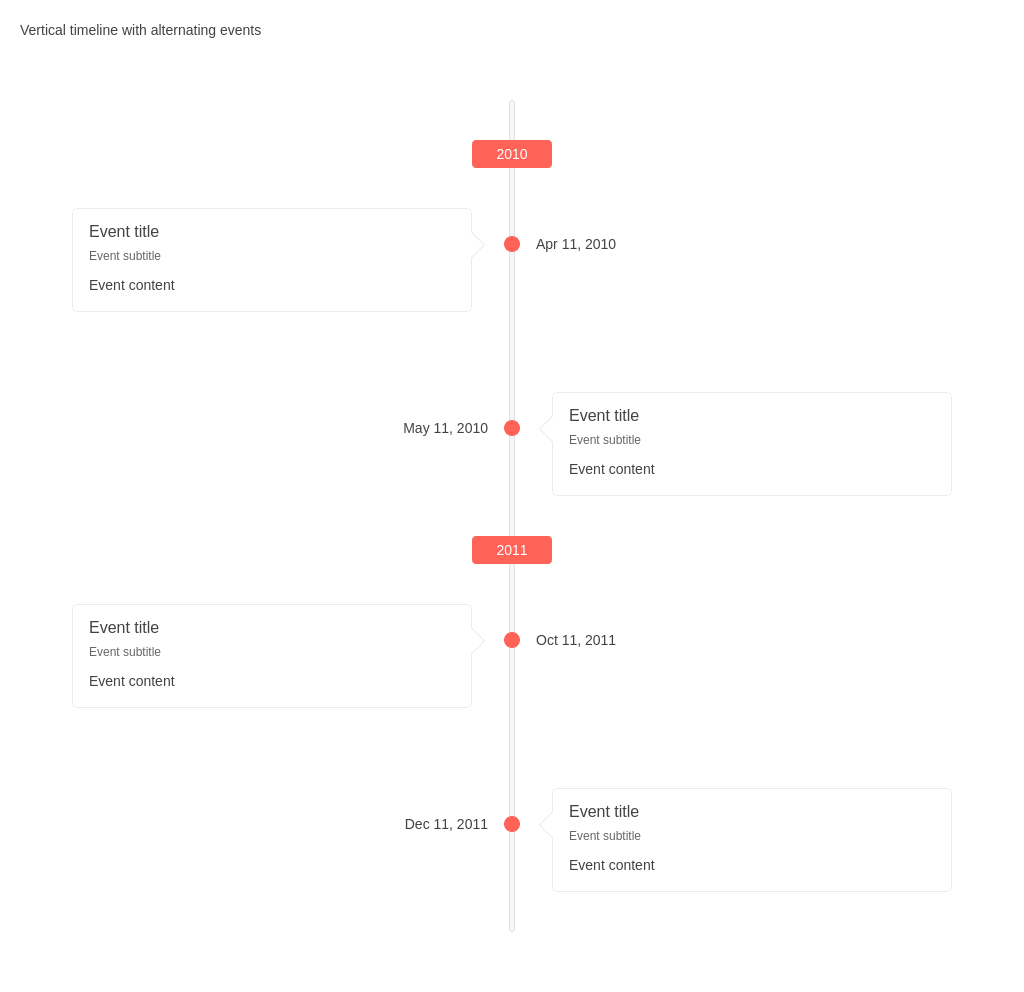 Vertical timeline with alternating events
2010
Event title
Event subtitle
Event content
Apr 11, 2010
May 11, 2010
Event title
Event subtitle
Event content
2011
Event title
Event subtitle
Event content
Oct 11, 2011
Dec 11, 2011
Event title
Event subtitle
Event content